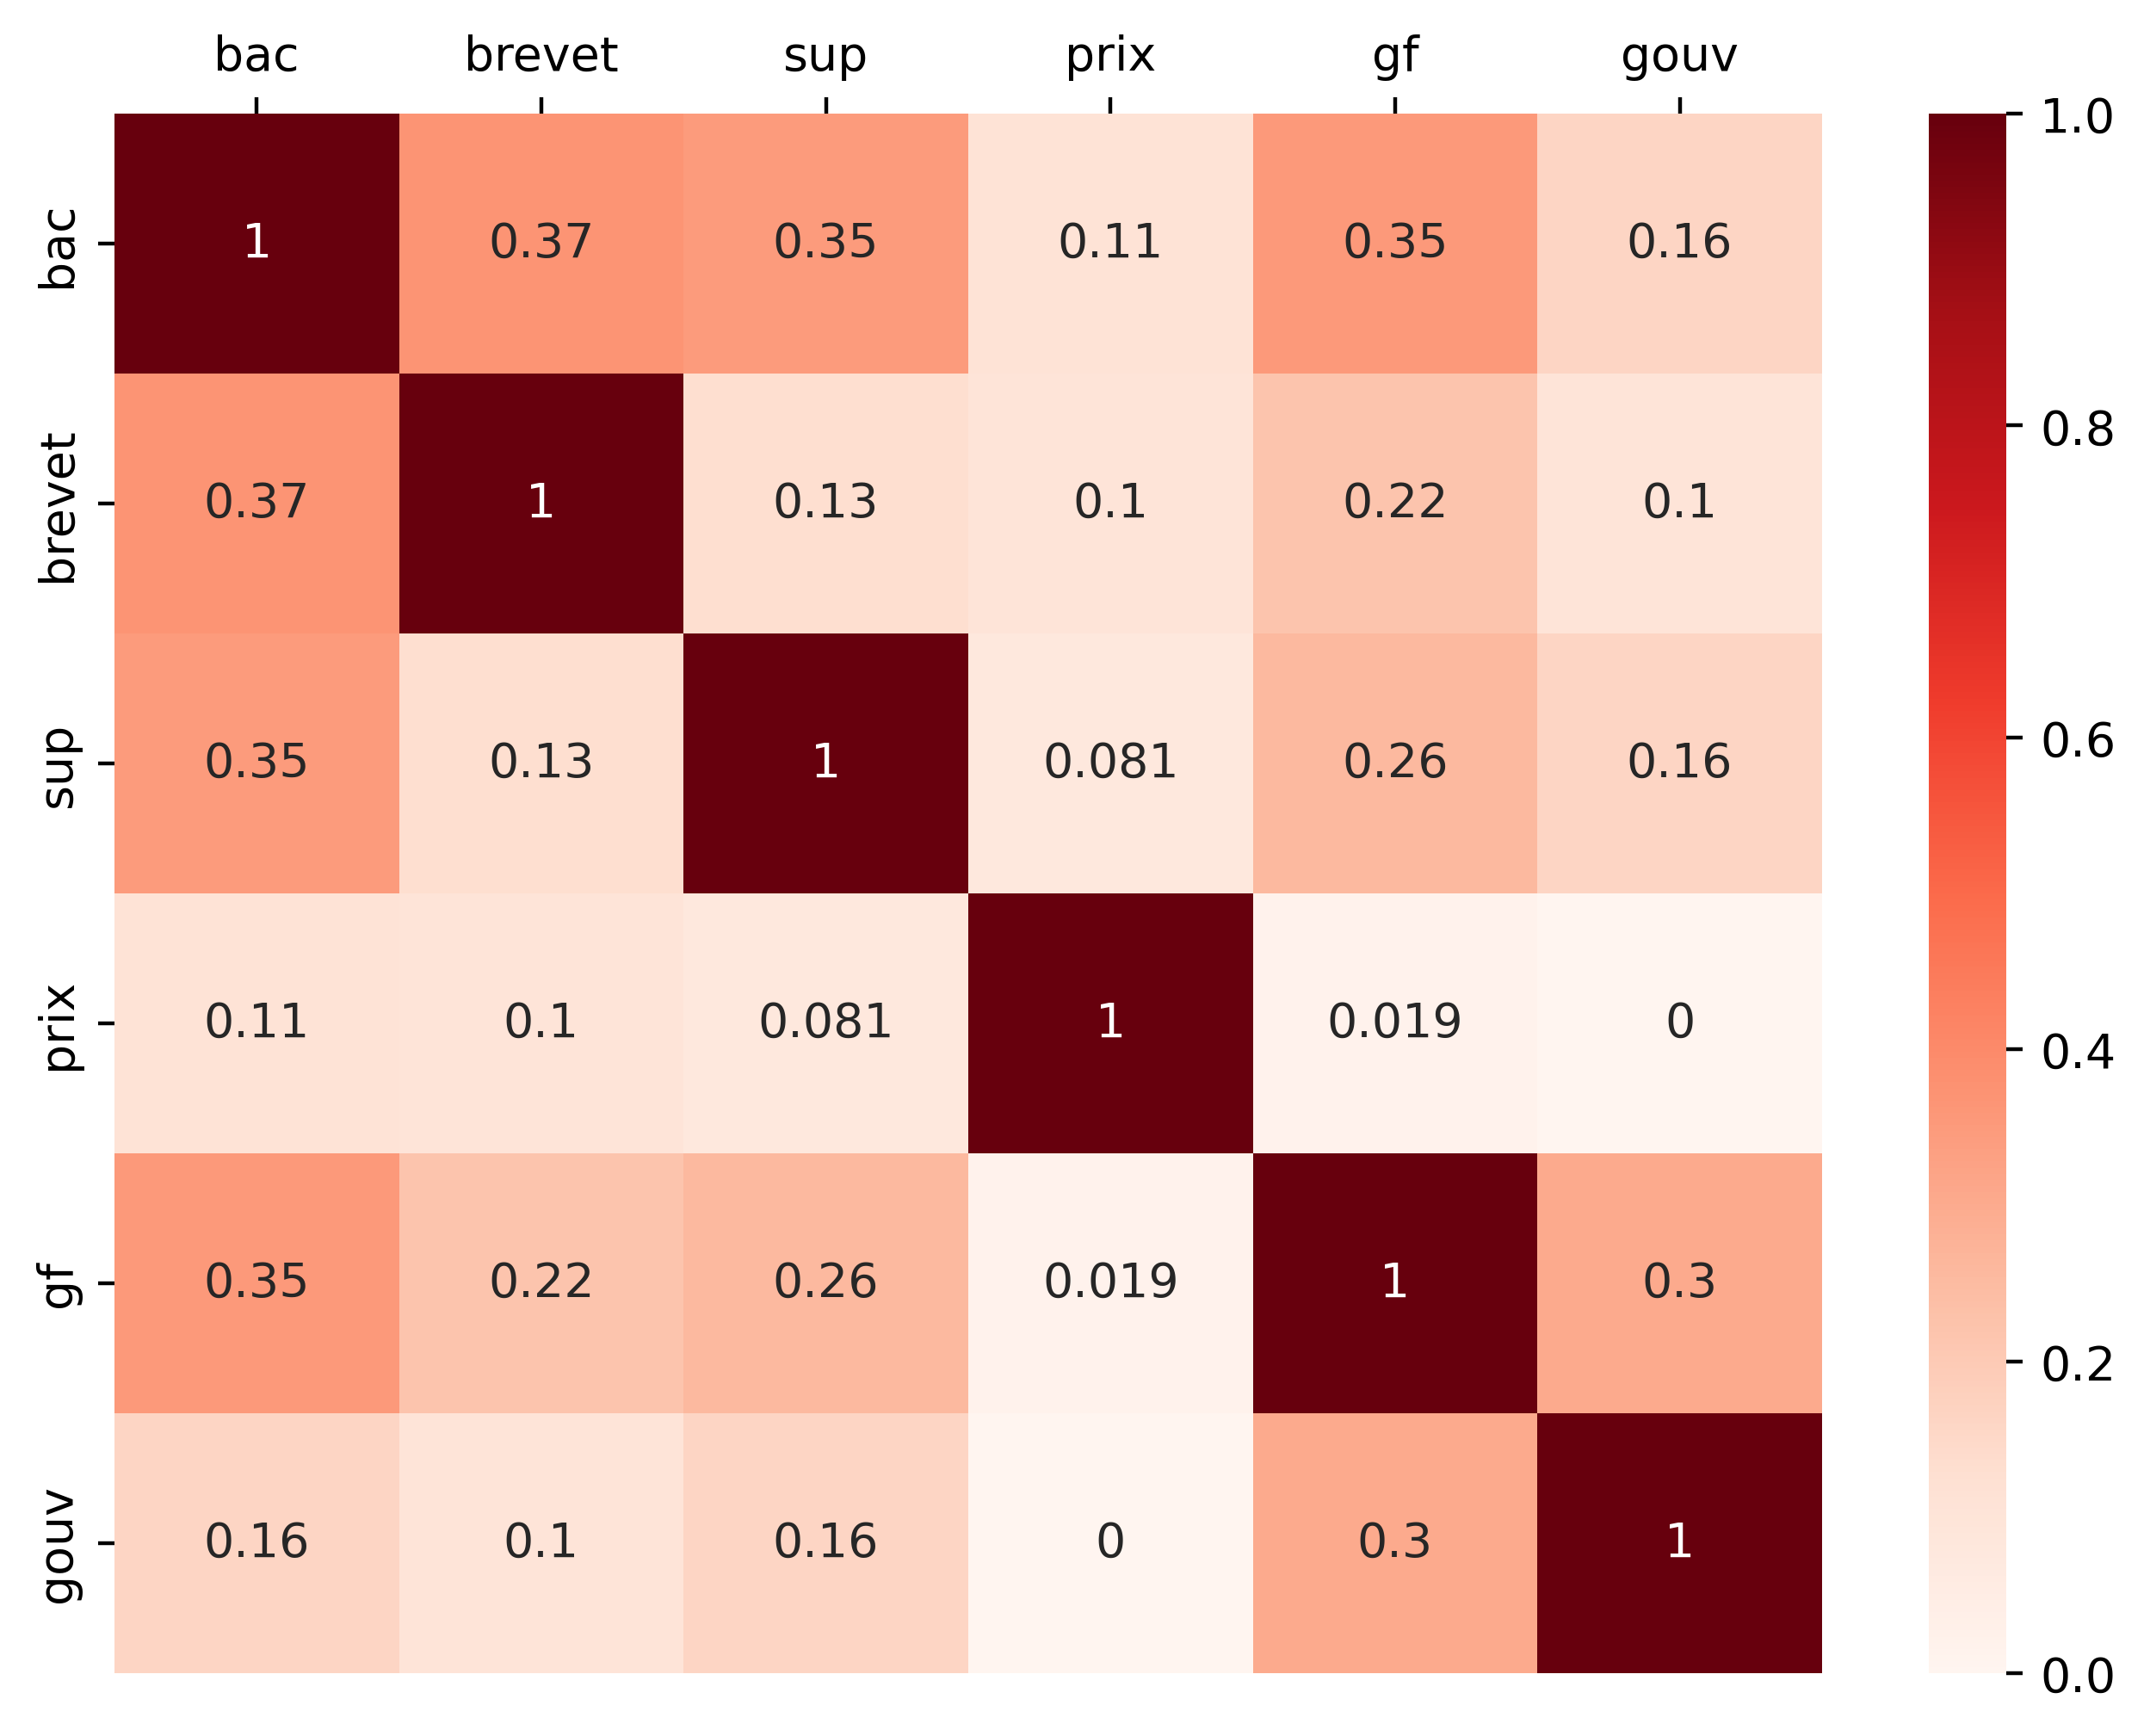 bac brevet sup prix gf gouv
bac 1 0.37 0.35 0.11 0.35 0.16
brevet 0.37 1 0.13 0.1 0.22 0.1
sup 0.35 0.13 1 0.081 0.26 0.16
prix 0.11 0.1 0.081 1 0.019 0
gf 0.35 0.22 0.26 0.019 1 0.3
gouv 0.16 0.1 0.16 0 0.3 1
1.0
0.8
0.6
0.4
0.2
0.0